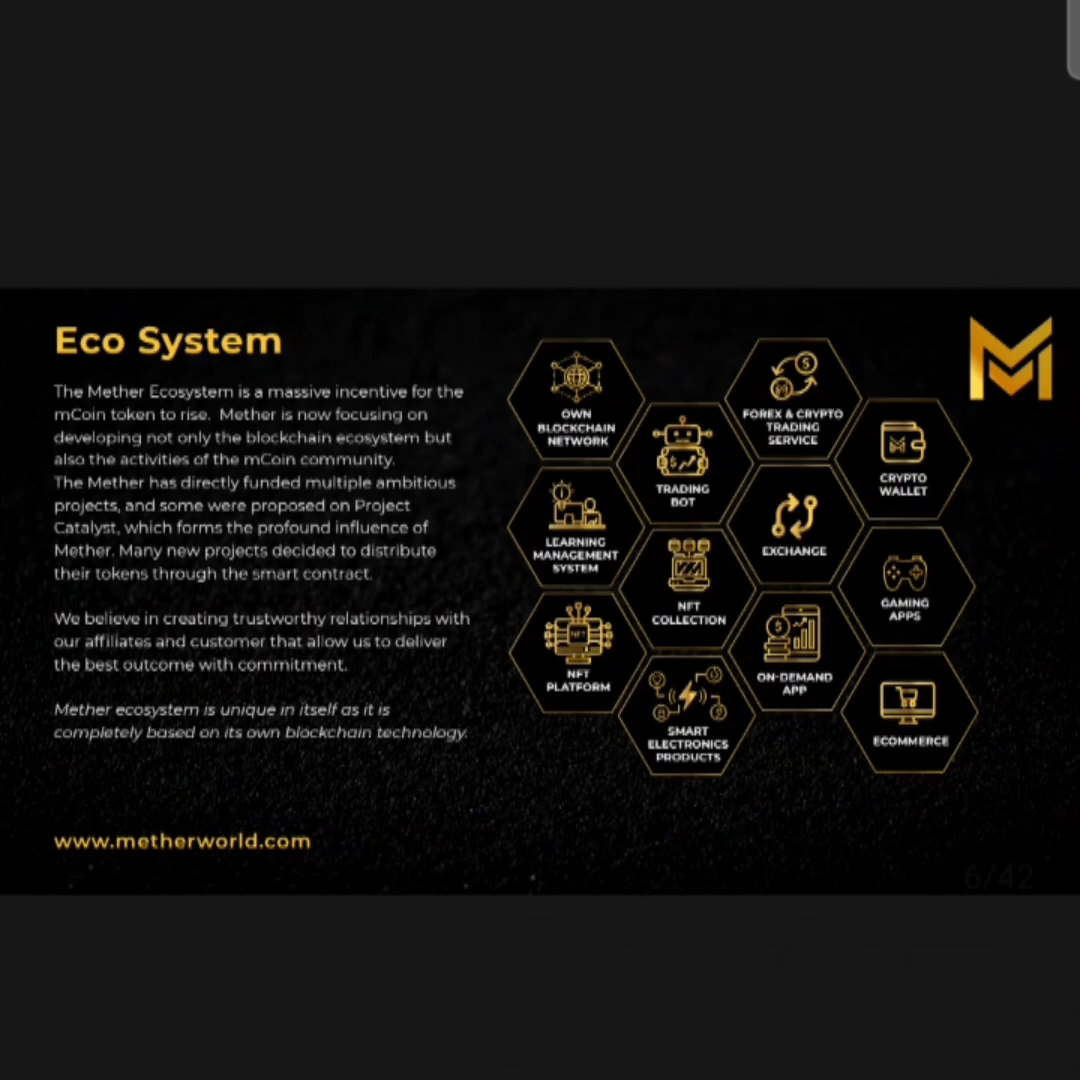 Eco System
The Mether Ecosystem is a massive incentive for the
mCoin token to rise. Mether is now focusing on
developing not only the blockchain ecosystem but
also the activities of the mCoin community.
The Mether has directly funded multiple ambitious
projects, and some were proposed on Project
Catalyst, which forms the profound influence of
Mether. Many new projects decided to distribute
their tokens through the smart contract.
We believe in creating trustworthy relationships with
our affiliates and customer that allow us to deliver
the best outcome with commitment.
Mether ecosystem is unique in itself as it is
completely based on its own blockchain technology.
www.metherworld.com
OWN
BLOCKCHAIN
NETWORK
TRADING
BOT
FOREX & CRYPTO
TRADING
SERVICE
CRYPTO
WALLET
LEARNING
MANAGEMENT
SYSTEM
NFT
COLLECTION
EXCHANGE
GAMING
APPS
NFT
NFT
PLATFORM
SMART
ELECTRONICS
PRODUCTS
ON-DEMAND
APP
ECOMMERCE
6/42